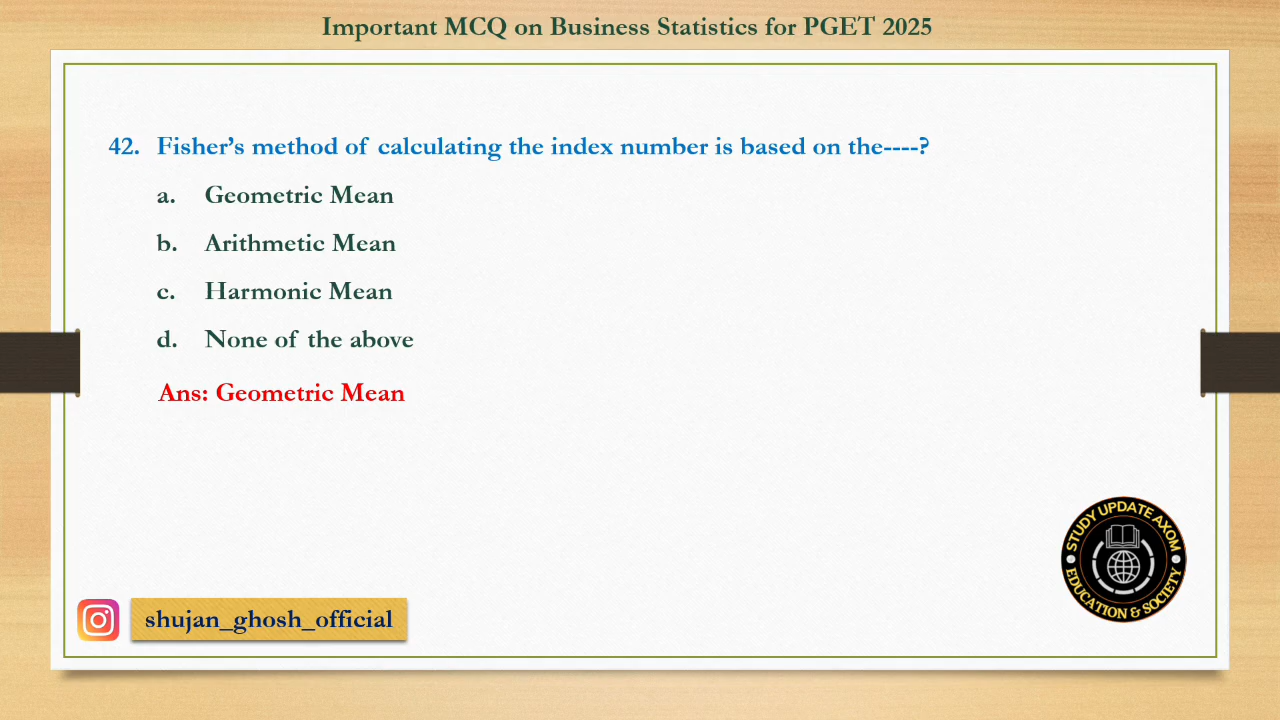 Important MCQ on Business Statistics for PGET 2025
42. Fisher's method of calculating the index number is based on the----?
a. Geometric Mean
b. Arithmetic Mean
c. Harmonic Mean
d. None of the above
Ans: Geometric Mean
STUDY UPDATE AXOM
EDUCATION & SOCIETY
shujan_ghosh_official